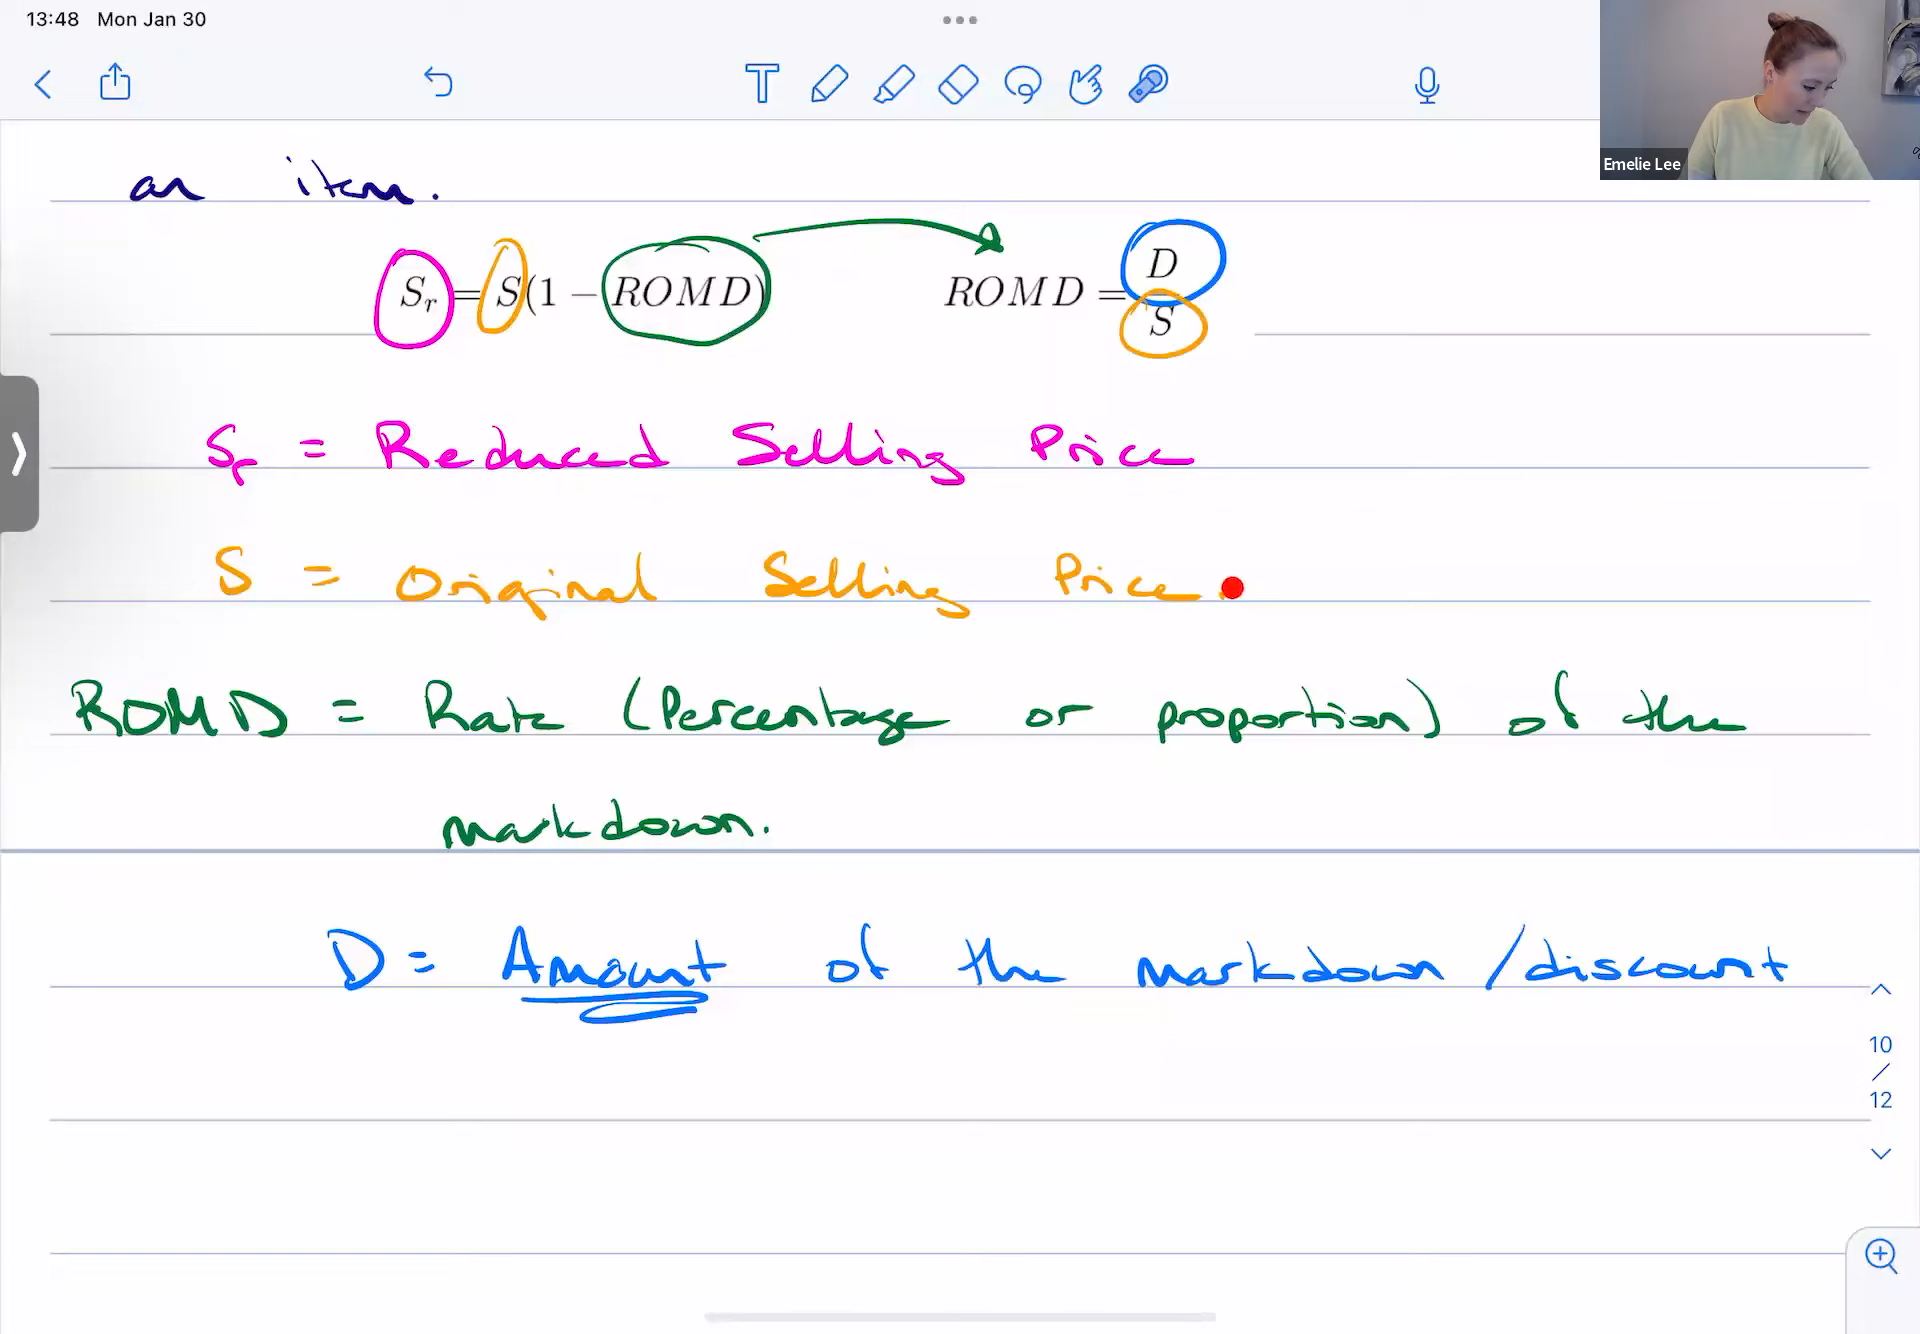 13:48 Mon Jan 30
T
Emelie Lee
an item.
S_r = S(1 − ROMD) ROMD = D/S
Sr = Reduced Selling Price
S = Original Selling Price.
ROMD = Rate (Percentage or proportion) of the
markdown.
D = Amount of the markdown / discount
10
/
12